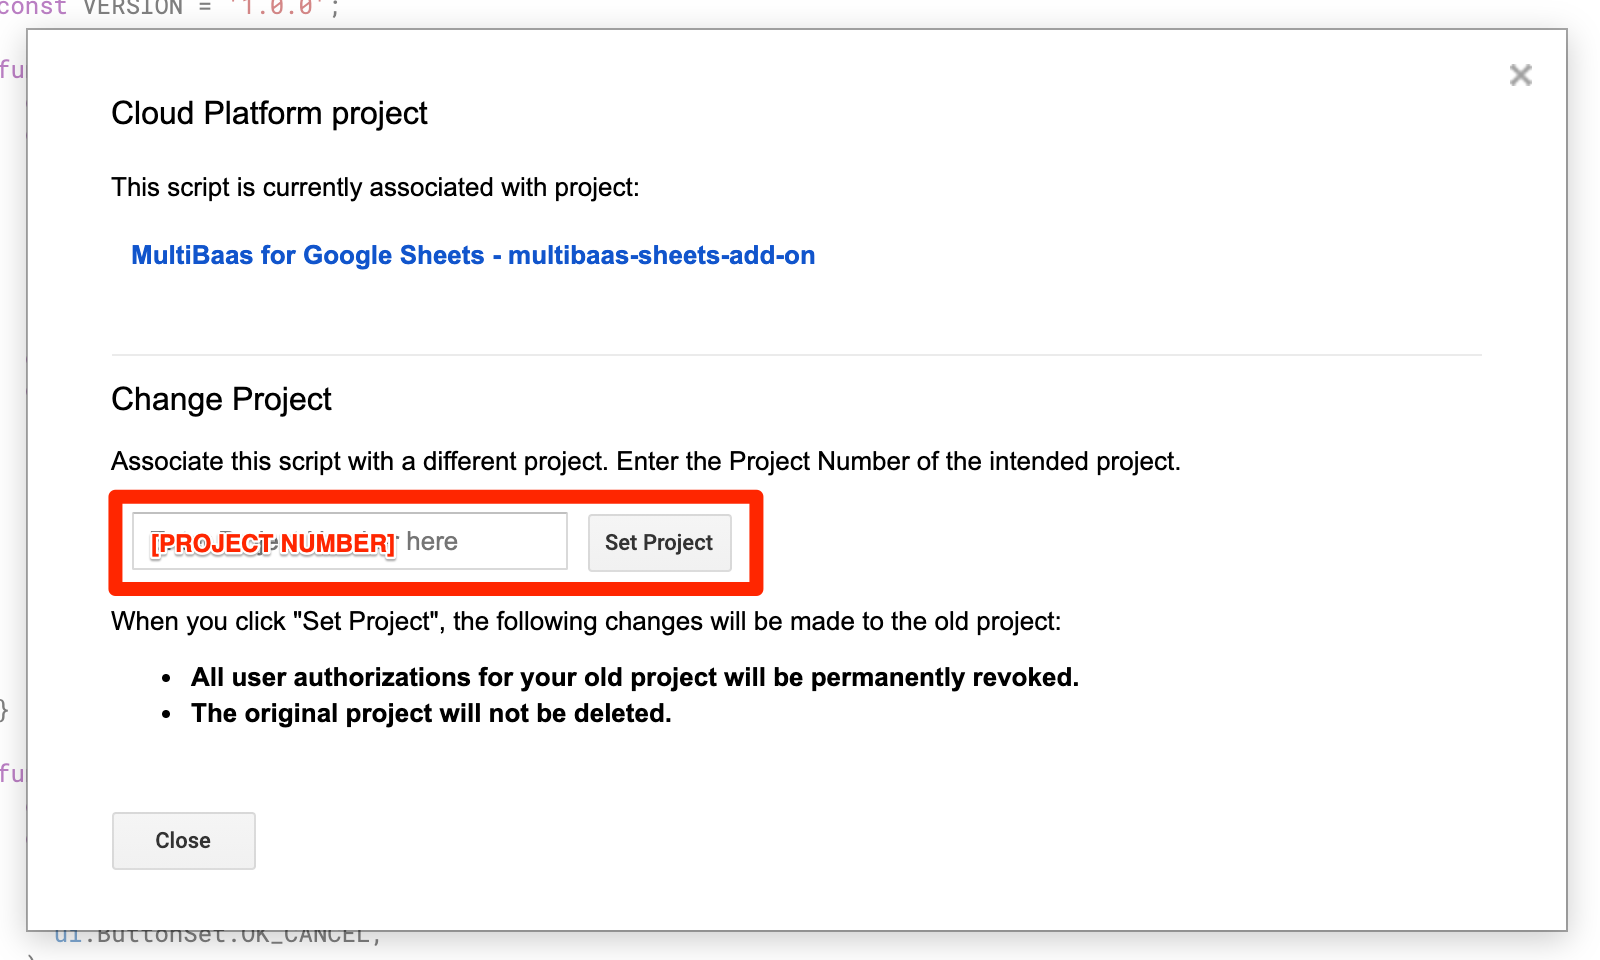 const VERSION = '1.0.0';
fu
Cloud Platform project
This script is currently associated with project:
MultiBaas for Google Sheets - multibaas-sheets-add-on
Change Project
Associate this script with a different project. Enter the Project Number of the intended project.
[PROJECT NUMBER] here
Set Project
When you click "Set Project", the following changes will be made to the old project:
• All user authorizations for your old project will be permanently revoked.
• The original project will not be deleted.
}
fu
Close
ui.ButtonSet.OK_CANCEL,
)